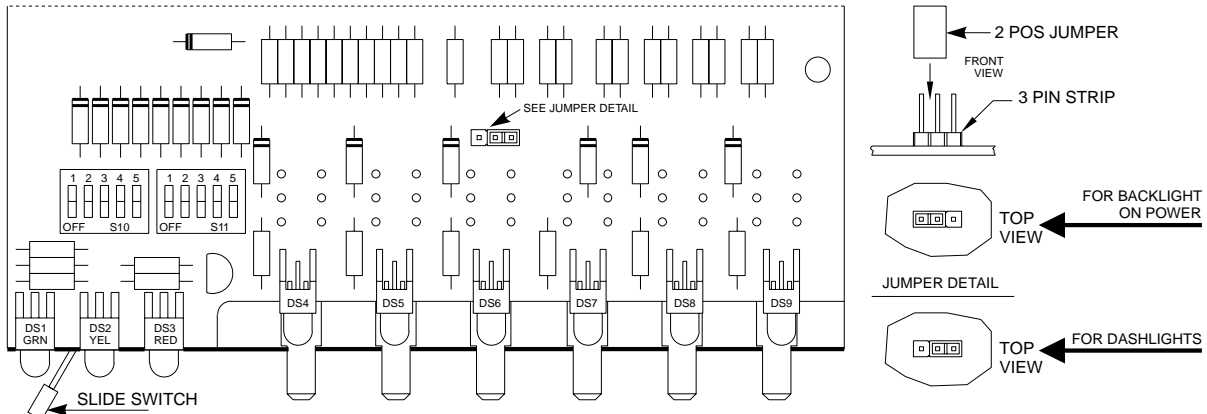 2 POS JUMPER
FRONT
VIEW
3 PIN STRIP
SEE JUMPER DETAIL
1 2 3 4 5
OFF S10
1 2 3 4 5
OFF S11
FOR BACKLIGHT
ON POWER
TOP
VIEW
JUMPER DETAIL
FOR DASHLIGHTS
TOP
VIEW
DS1
GRN
DS2
YEL
DS3
RED
DS4
DS5
DS6
DS7
DS8
DS9
SLIDE SWITCH